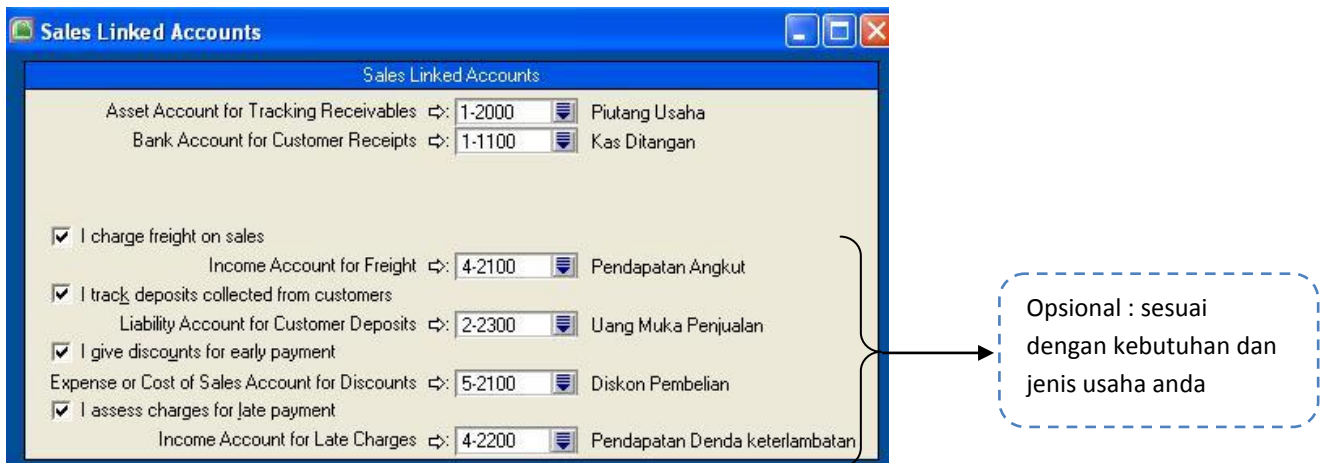 Sales Linked Accounts
Sales Linked Accounts
Asset Account for Tracking Receivables ⇨: 1-2000 Piutang Usaha
Bank Account for Customer Receipts ⇨: 1-1100 Kas Ditangan
I charge freight on sales
Income Account for Freight ⇨: 4-2100 Pendapatan Angkut
I track deposits collected from customers
Liability Account for Customer Deposits ⇨: 2-2300 Uang Muka Penjualan
I give discounts for early payment
Expense or Cost of Sales Account for Discounts ⇨: 5-2100 Diskon Pembelian
I assess charges for late payment
Income Account for Late Charges ⇨: 4-2200 Pendapatan Denda keterlambatan
Opsional : sesuai
dengan kebutuhan dan
jenis usaha anda